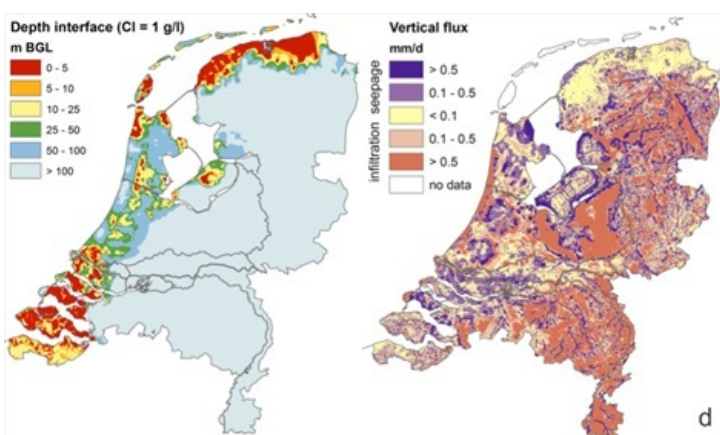 Depth interface (Cl = 1 g/l)
m BGL
0 - 5
5 - 10
10 - 25
25 - 50
50 - 100
> 100
Vertical flux
mm/d
infiltration seepage
> 0.5
0.1 - 0.5
< 0.1
0.1 - 0.5
> 0.5
no data
d